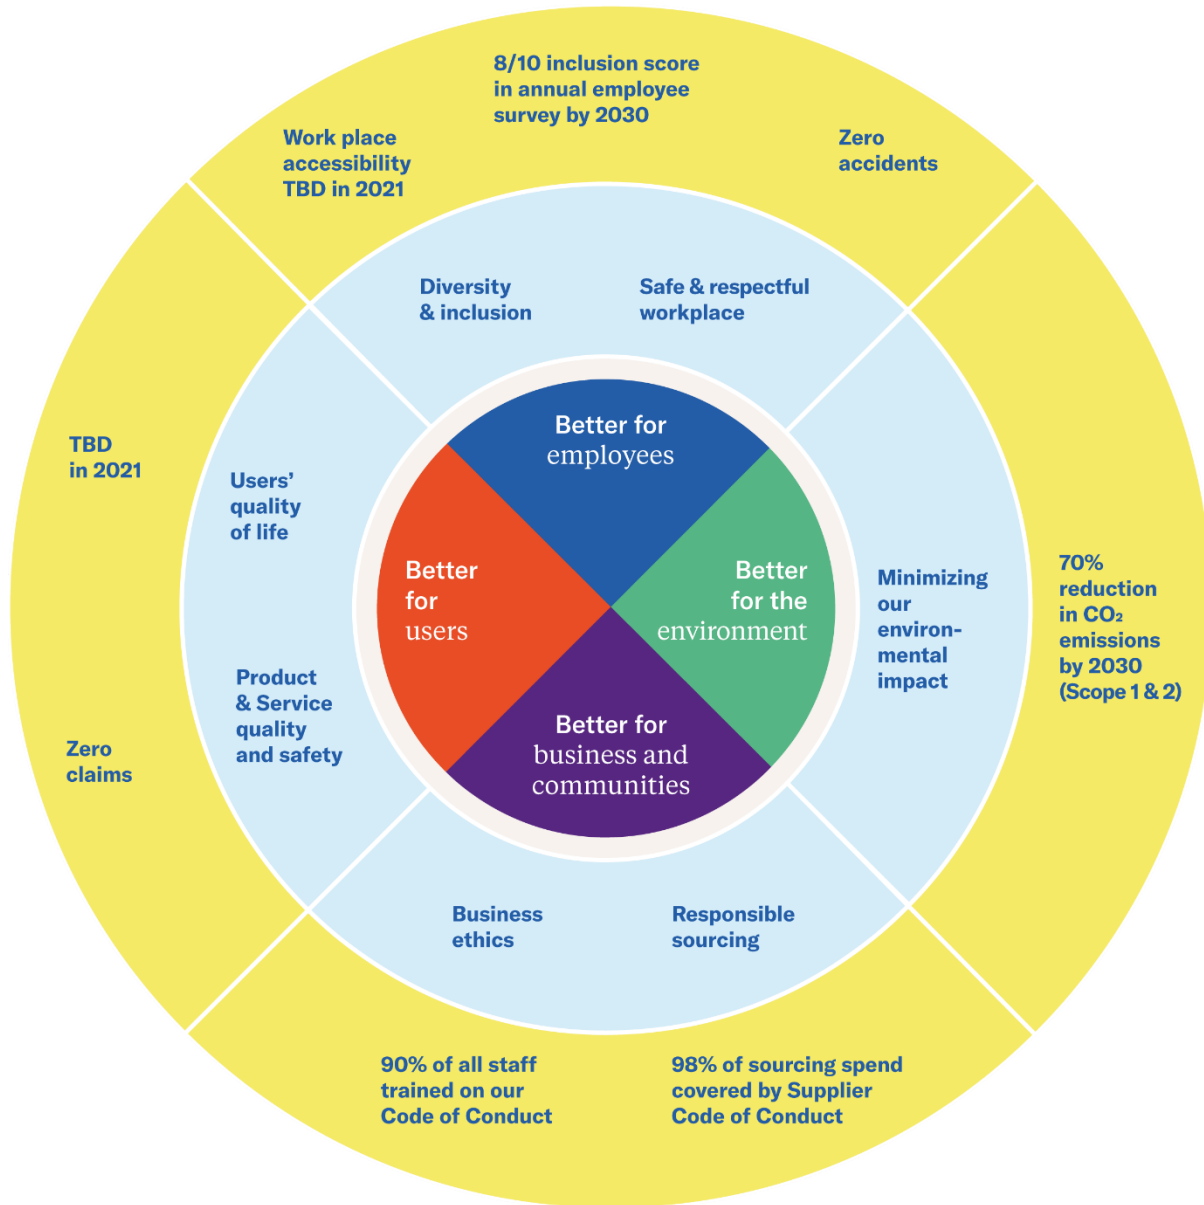 8/10 inclusion score
in annual employee
survey by 2030
Work place
accessibility
TBD in 2021
Zero
accidents
Diversity
& inclusion
Safe & respectful
workplace
Better for
employees
TBD
in 2021
Users’
quality
of life
Better
for
users
Better
for the
environment
Minimizing
our
environ-
mental
impact
70%
reduction
in CO₂
emissions
by 2030
(Scope 1 & 2)
Product
& Service
quality
and safety
Zero
claims
Better for
business and
communities
Business
ethics
Responsible
sourcing
90% of all staff
trained on our
Code of Conduct
98% of sourcing spend
covered by Supplier
Code of Conduct